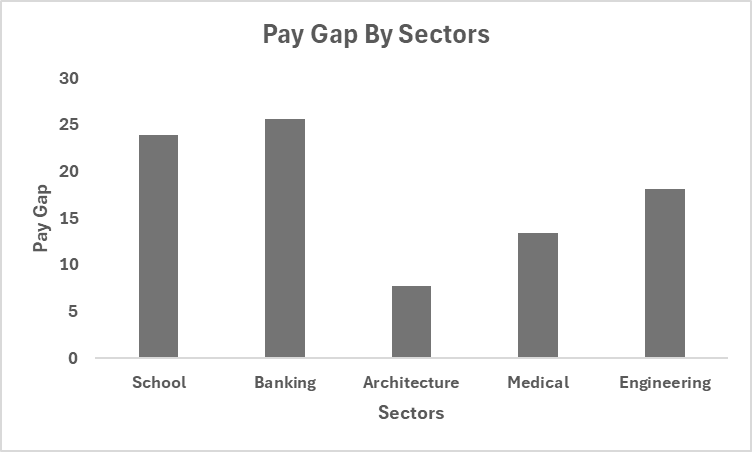 Pay Gap By Sectors
Pay Gap
30
25
20
15
10
5
0
School
Banking
Architecture
Medical
Engineering
Sectors